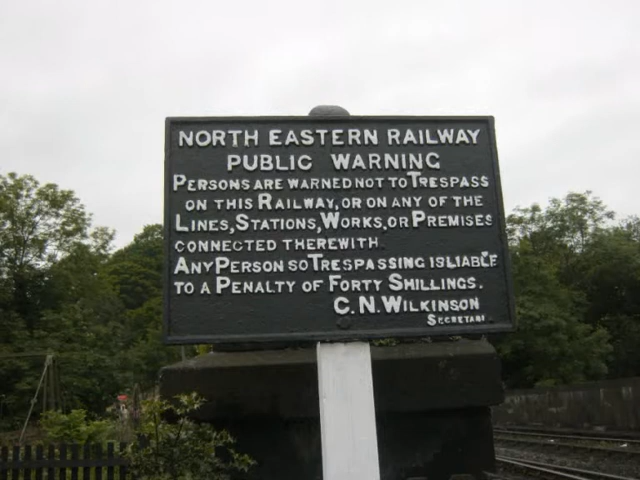 NORTH EASTERN RAILWAY
PUBLIC WARNING
PERSONS ARE WARNED NOT TO TRESPASS
ON THIS RAILWAY, OR ON ANY OF THE
LINES, STATIONS, WORKS, OR PREMISES
CONNECTED THEREWITH.
ANY PERSON SO TRESPASSING IS LIABLE
TO A PENALTY OF FORTY SHILLINGS.
C. N. WILKINSON
SECRETARY.